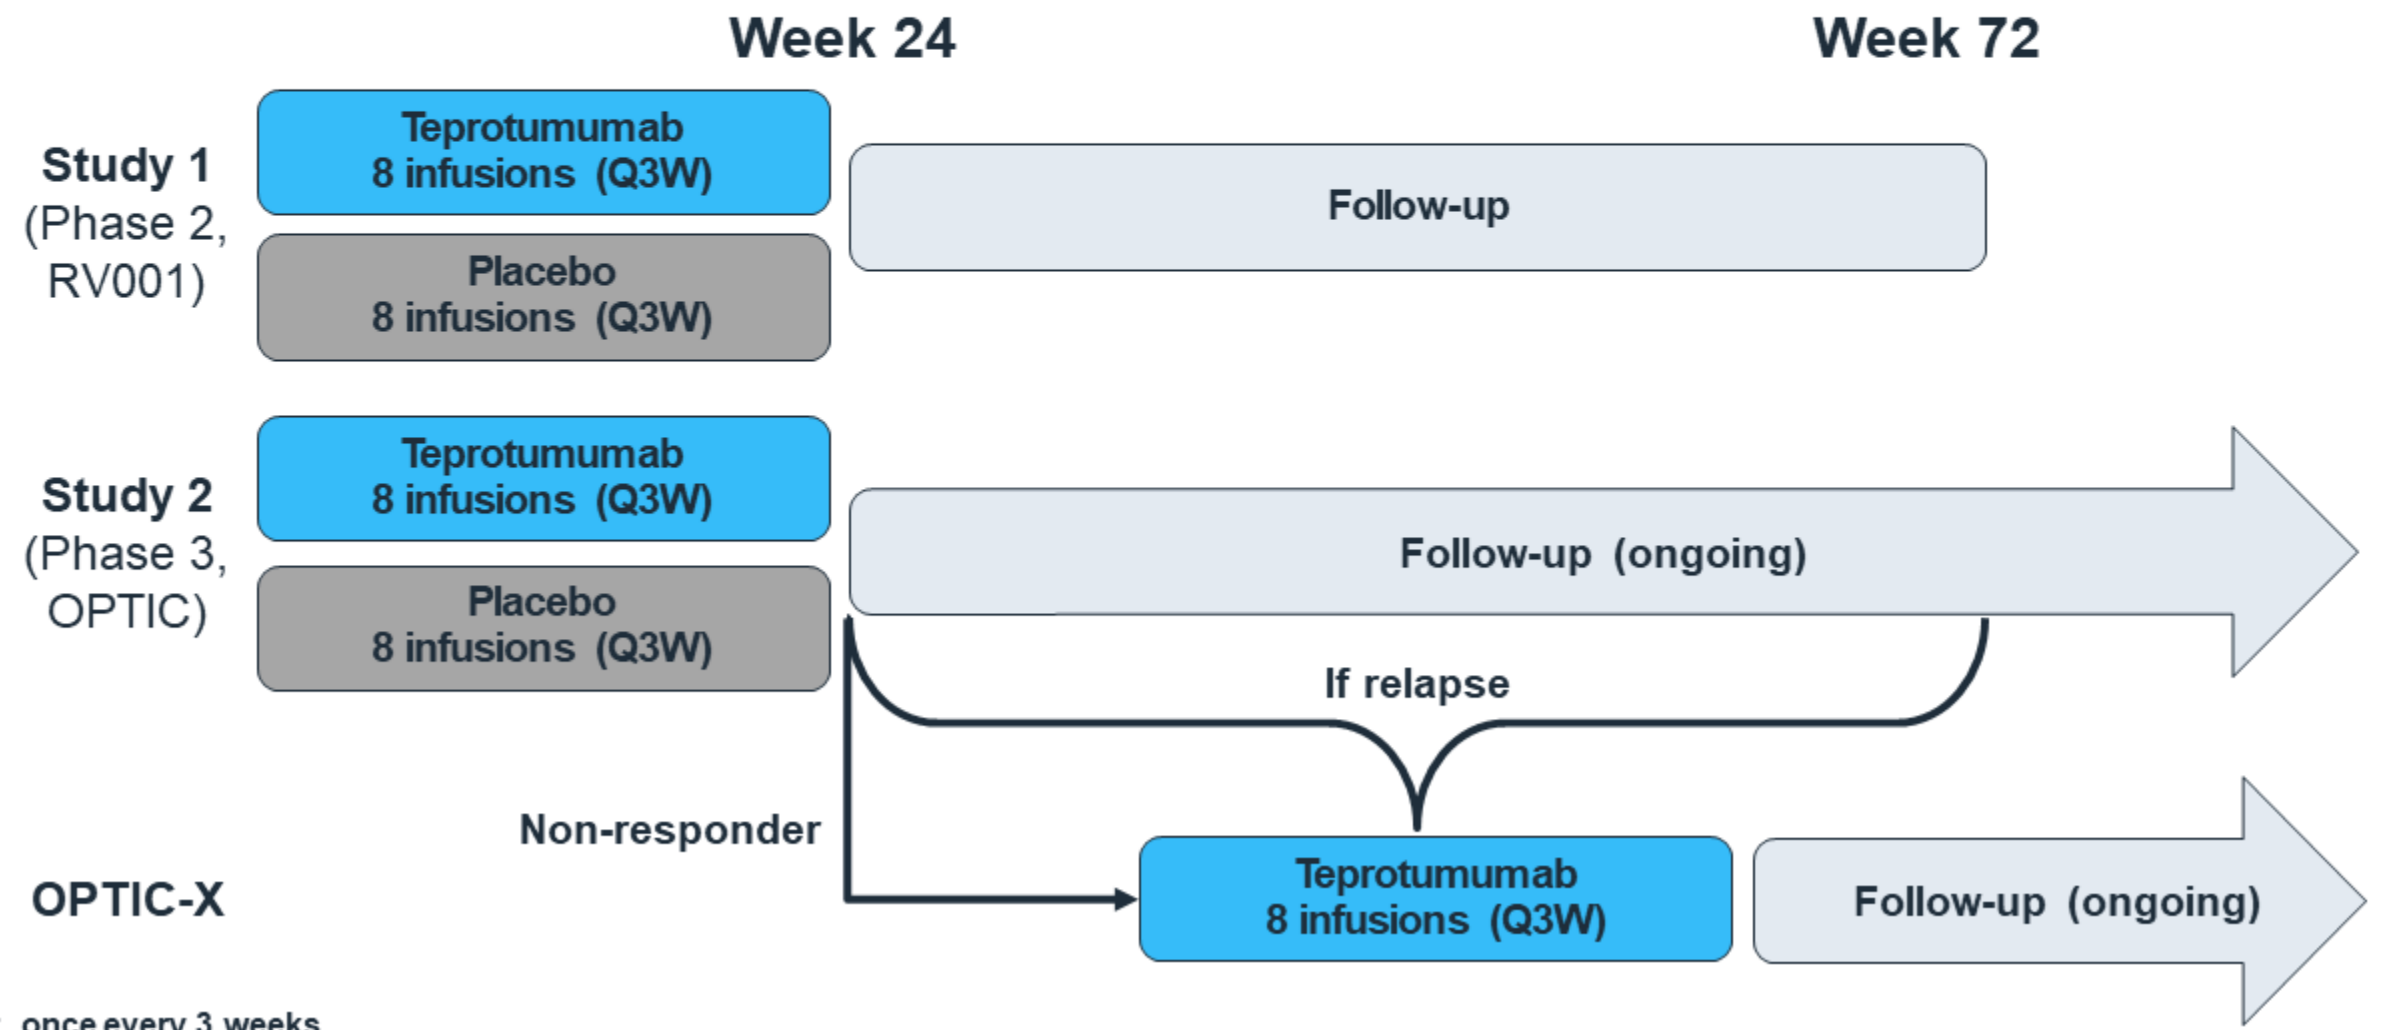 Week 24
Week 72
Study 1
(Phase 2,
RV001)
Teprotumumab
8 infusions (Q3W)
Placebo
8 infusions (Q3W)
Follow-up
Study 2
(Phase 3,
OPTIC)
Teprotumumab
8 infusions (Q3W)
Placebo
8 infusions (Q3W)
Follow-up (ongoing)
If relapse
Non-responder
OPTIC-X
Teprotumumab
8 infusions (Q3W)
Follow-up (ongoing)
once every 3 weeks